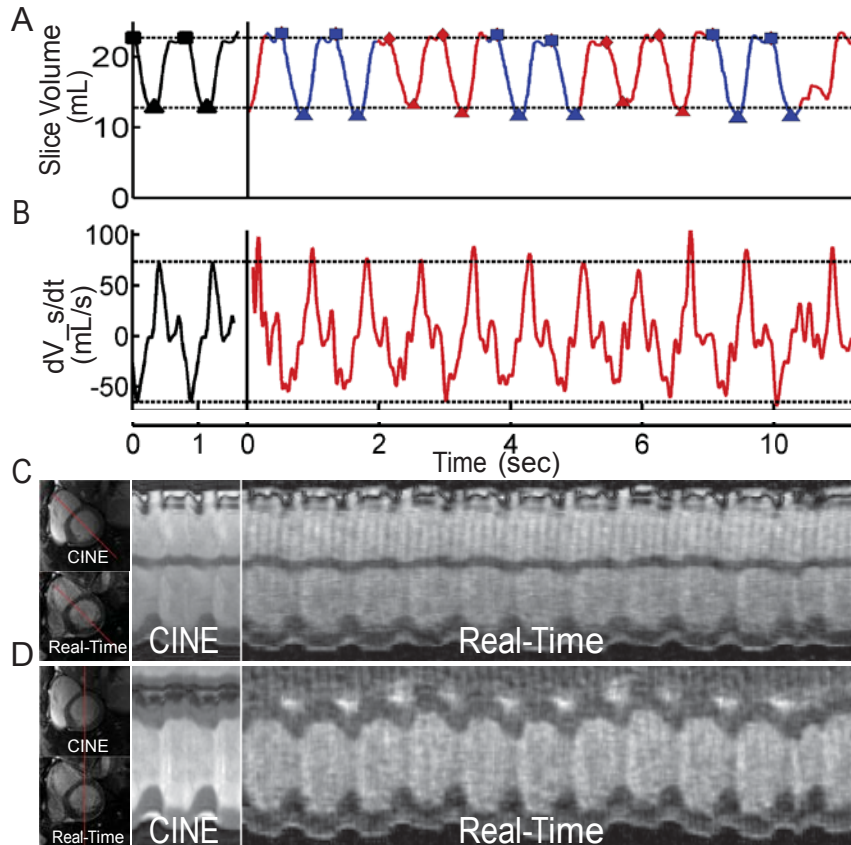 A
Slice Volume
(mL)
20
10
0
B
dV_s/dt
(mL/s)
100
50
0
-50
0 1 0 2 4 6 8 10
Time (sec)
C
CINE
Real-Time
CINE
Real-Time
D
CINE
Real-Time
CINE
Real-Time